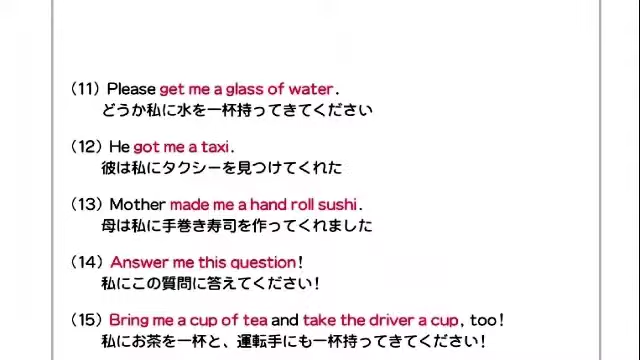 (11) Please get me a glass of water.
どうか私に水を一杯持ってきてください
(12) He got me a taxi.
彼は私にタクシーを見つけてくれた
(13) Mother made me a hand roll sushi.
母は私に手巻き寿司を作ってくれました
(14) Answer me this question!
私にこの質問に答えてください!
(15) Bring me a cup of tea and take the driver a cup, too!
私にお茶を一杯と、運転手にも一杯持ってきてください!